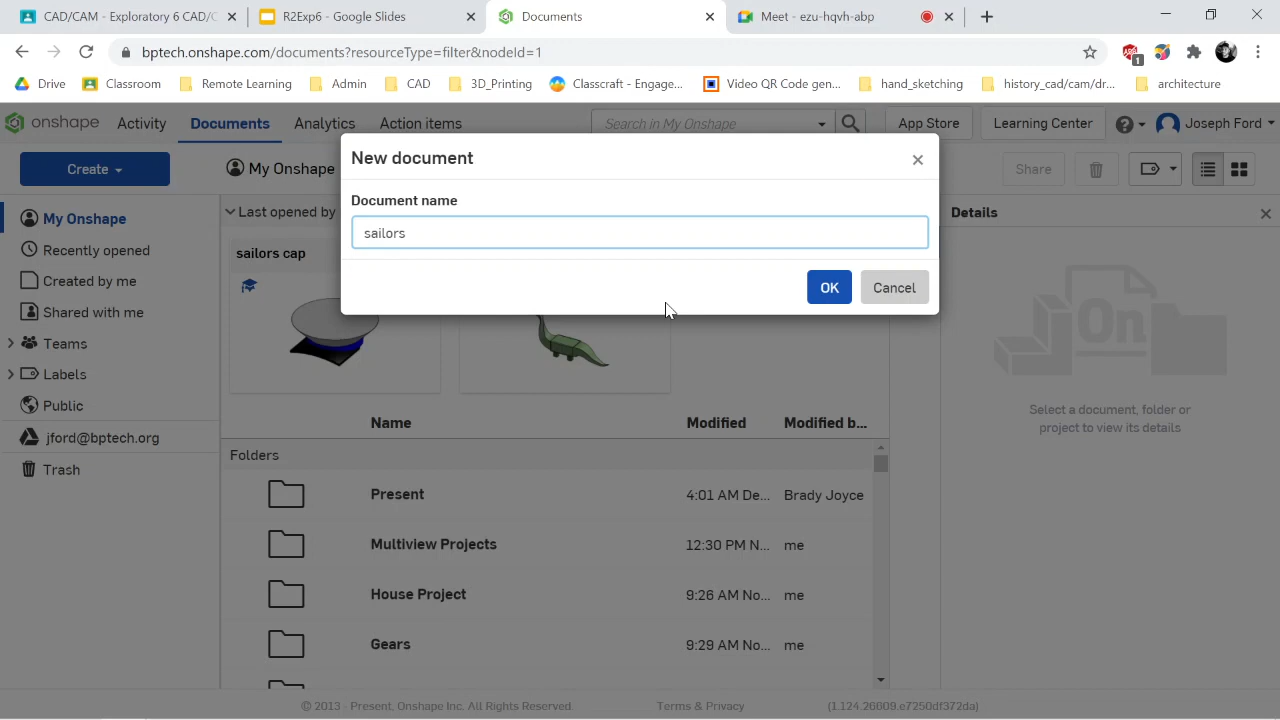 CAD/CAM - Exploratory 6 CAD/C
R2Exp6 - Google Slides
Documents
Meet - ezu-hqvh-abp
bptech.onshape.com/documents?resourceType=filter&nodeId=1
1
Drive
Classroom
Remote Learning
Admin
CAD
3D_Printing
Classcraft - Engage...
Video QR Code gen...
hand_sketching
history_cad/cam/dr...
architecture
onshape
Activity
Documents
Analytics
Action items
Search in My Onshape
App Store
Learning Center
Joseph Ford
Create
My Onshape
Share
New document
Document name
sailors
OK
Cancel
My Onshape
Recently opened
Created by me
Shared with me
Teams
Labels
Public
jford@bptech.org
Trash
Last opened by
sailors cap
Name
Modified
Modified b...
Folders
Present
4:01 AM De...
Brady Joyce
Multiview Projects
12:30 PM N...
me
House Project
9:26 AM No...
me
Gears
9:29 AM No...
me
Details
On
Select a document, folder or
project to view its details
© 2013 - Present, Onshape Inc. All Rights Reserved.
Terms & Privacy
(1.124.26609.e7250df372da)